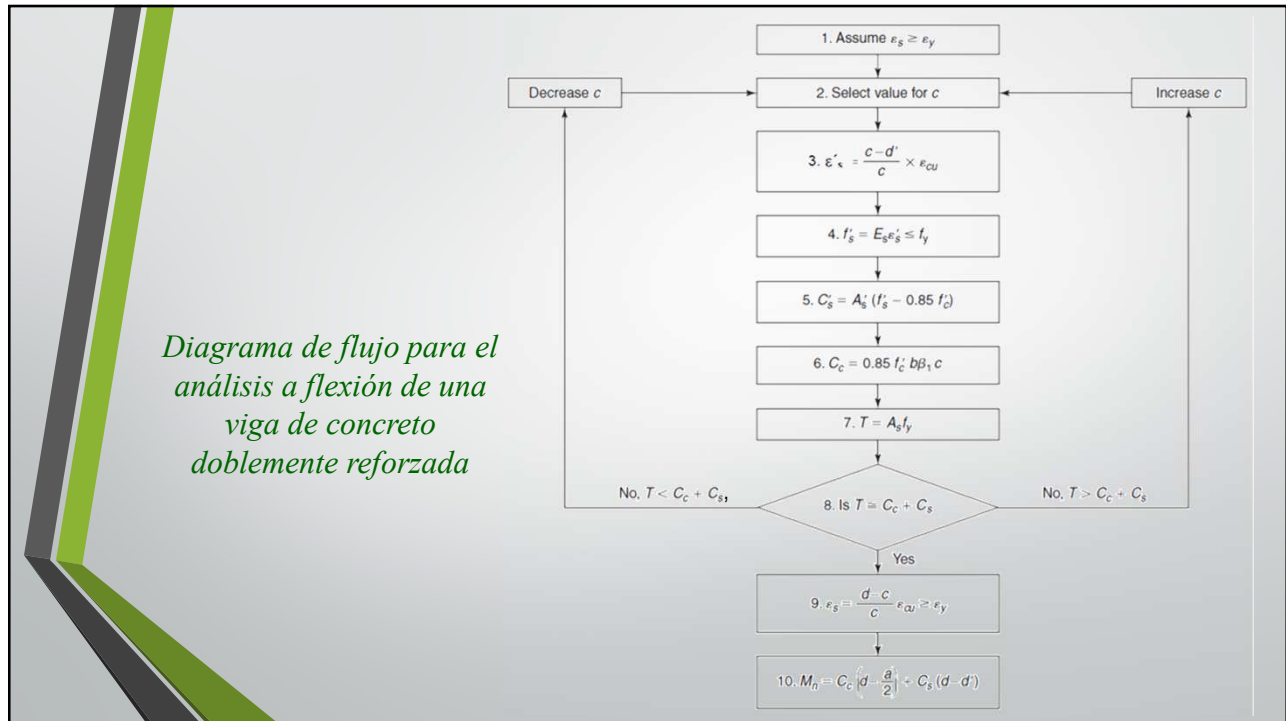 Diagrama de flujo para el
análisis a flexión de una
viga de concreto
doblemente reforzada
1. Assume εs ≥ εy
Decrease c
2. Select value for c
Increase c
3. ε´s = (c – d')/c × εcu
4. f's = Es ε's ≤ fy
5. C's = A's (f's – 0.85 f'c)
6. Cc = 0.85 f'c bβ1 c
7. T = As fy
No, T < Cc + Cs,
8. Is T ≅ Cc + Cs
No, T > Cc + Cs
Yes
9. εs = (d – c)/c εcu ≥ εy
10. Mn = Cc (d – a/2) + Cs (d – d')